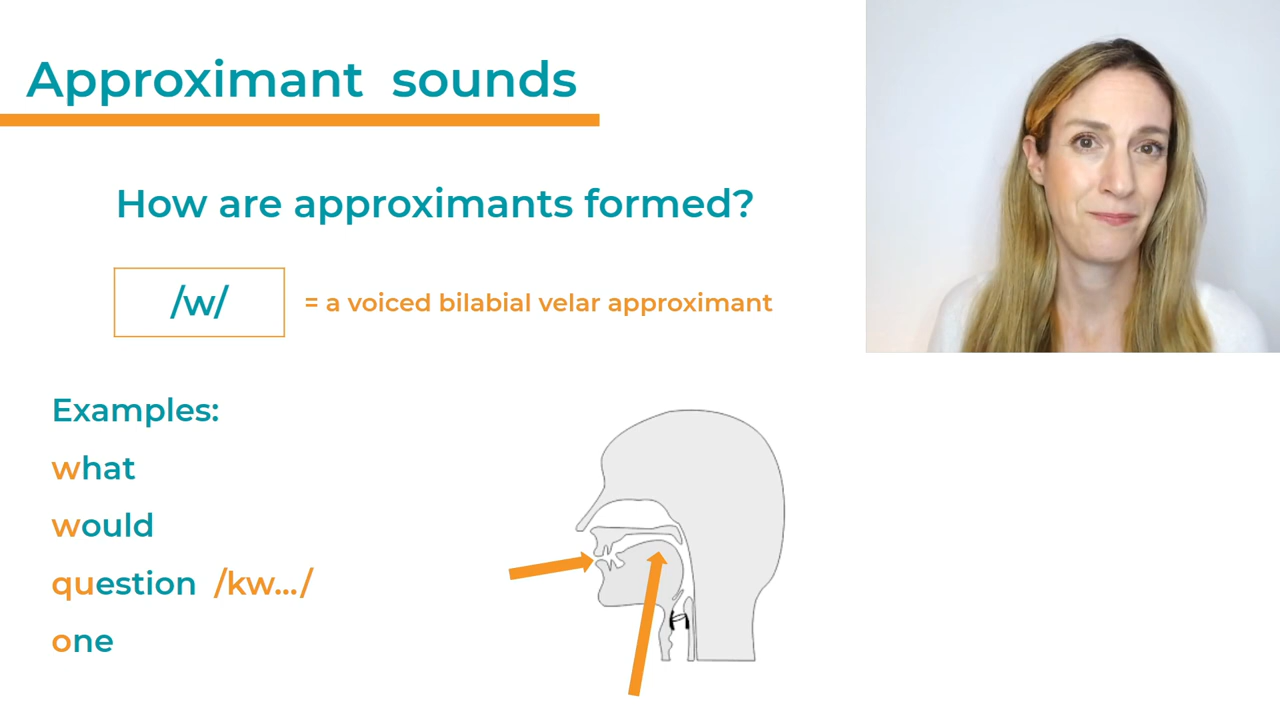 Approximant sounds
How are approximants formed?
/w/ = a voiced bilabial velar approximant
Examples:
what
would
question /kw.../
one